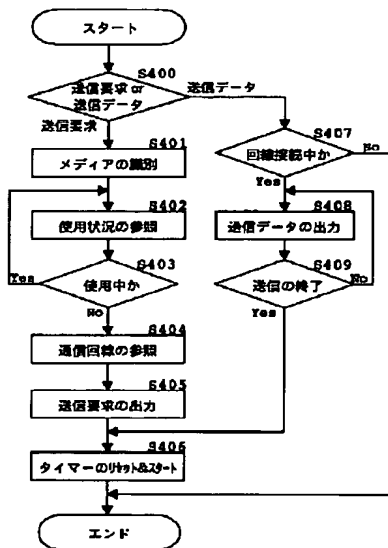 スタート
S400
送信要求 or
送信データ
送信データ
送信要求
S401
メディアの識別
S402
使用状況の参照
S403
使用中か
Yes
No
S404
通信回線の参照
S405
送信要求の出力
S406
タイマーのリセット&スタート
エンド
S407
回線接続中か
No
Yes
S408
送信データの出力
S409
送信の終了
No
Yes